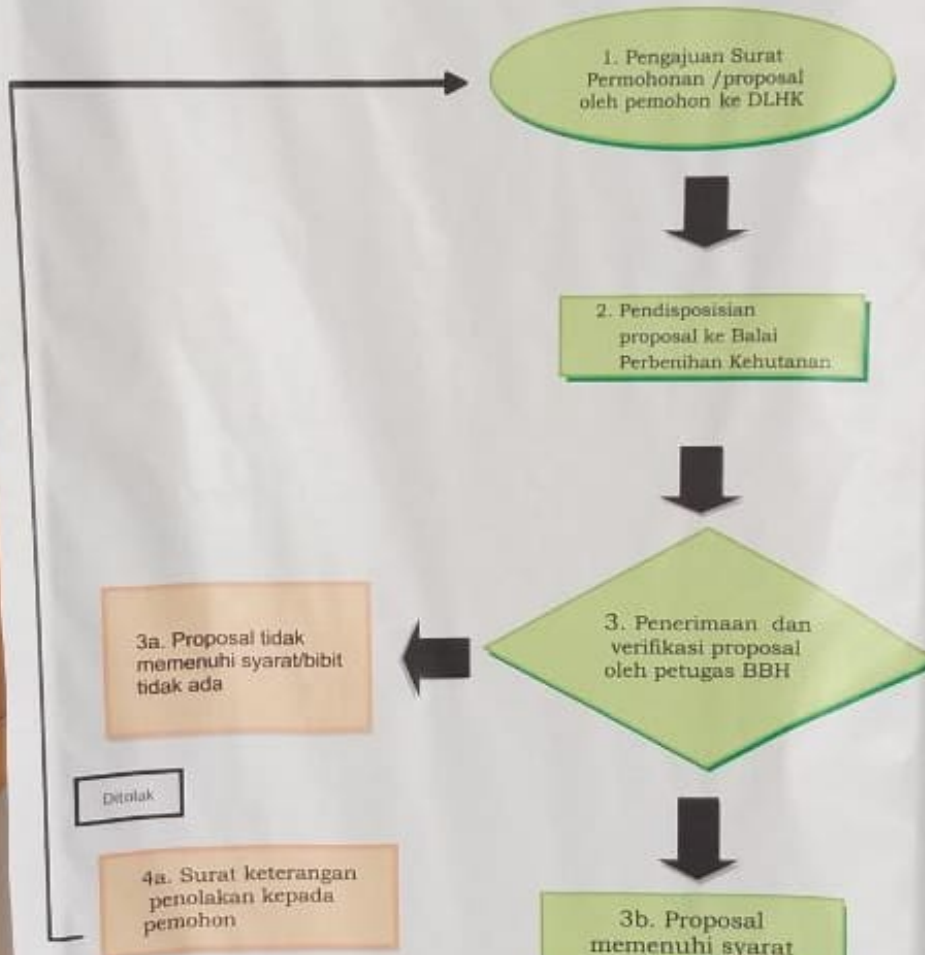 1. Pengajuan Surat
Permohonan /proposal
oleh pemohon ke DLHK
2. Pendisposisian
proposal ke Balai
Perbenihan Kehutanan
3. Penerimaan dan
verifikasi proposal
oleh petugas BBH
3a. Proposal tidak
memenuhi syarat/bibit
tidak ada
Ditolak
4a. Surat keterangan
penolakan kepada
pemohon
3b. Proposal
memenuhi syarat